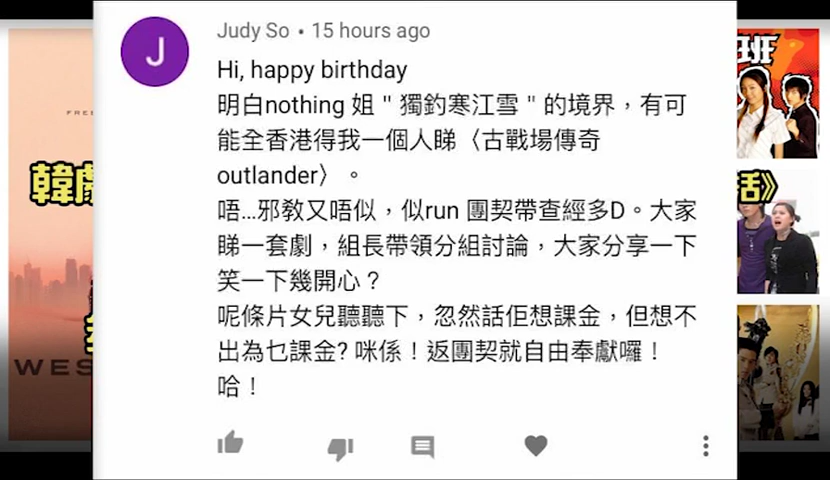 Judy So • 15 hours ago
Hi, happy birthday
明白nothing 姐 " 獨釣寒江雪 " 的境界，有可
能全香港得我一個人睇〈古戰場傳奇
outlander〉。
唔...邪教又唔似，似run 團契帶查經多D。大家
睇一套劇，組長帶領分組討論，大家分享一下
笑一下幾開心？
呢條片女兒聽聽下，忽然話佢想課金，但想不
出為乜課金? 咪係！返團契就自由奉獻囉！
哈！
J
韓劇
WES
班
活》